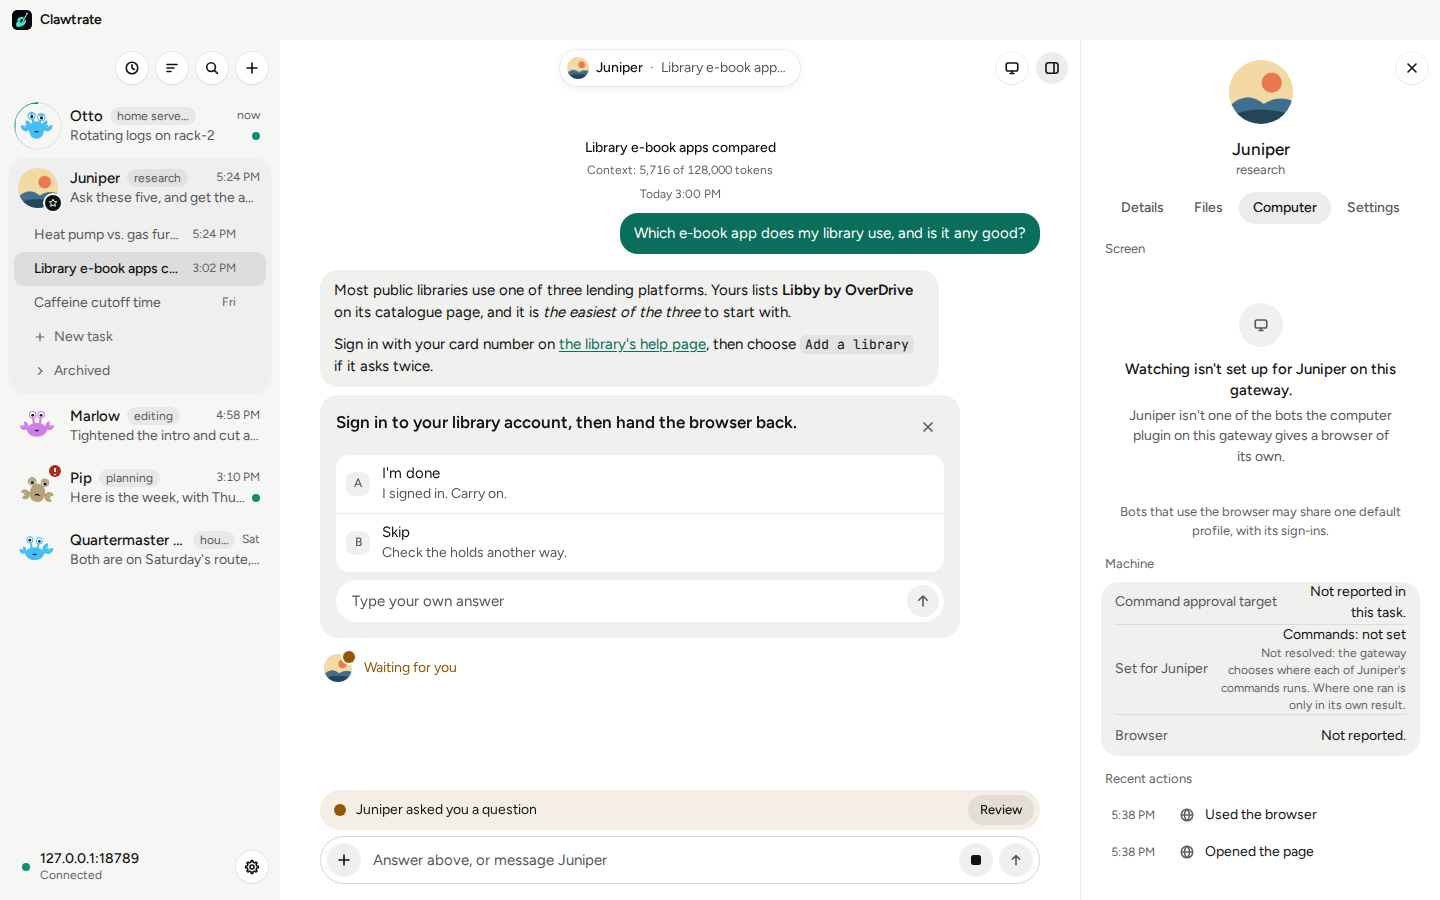 Clawtrate
Otto home serve... now
Rotating logs on rack-2
Juniper research 5:24 PM
Ask these five, and get the a...
Heat pump vs. gas fur... 5:24 PM
Library e-book apps c... 3:02 PM
Caffeine cutoff time Fri
New task
Archived
Marlow editing 4:58 PM
Tightened the intro and cut a...
Pip planning 3:10 PM
Here is the week, with Thu...
Quartermaster ... hou... Sat
Both are on Saturday's route,...
127.0.0.1:18789
Connected
Juniper · Library e-book app...
Library e-book apps compared
Context: 5,716 of 128,000 tokens
Today 3:00 PM
Which e-book app does my library use, and is it any good?
Most public libraries use one of three lending platforms. Yours lists Libby by OverDrive
on its catalogue page, and it is the easiest of the three to start with.
Sign in with your card number on the library's help page, then choose Add a library
if it asks twice.
Sign in to your library account, then hand the browser back.
A I'm done
I signed in. Carry on.
B Skip
Check the holds another way.
Type your own answer
Waiting for you
Juniper asked you a question Review
Answer above, or message Juniper
Juniper
research
Details Files Computer Settings
Screen
Watching isn't set up for Juniper on this
gateway.
Juniper isn't one of the bots the computer
plugin on this gateway gives a browser of
its own.
Bots that use the browser may share one default
profile, with its sign-ins.
Machine
Command approval target Not reported in
this task.
Set for Juniper Commands: not set
Not resolved: the gateway
chooses where each of Juniper's
commands runs. Where one ran is
only in its own result.
Browser Not reported.
Recent actions
5:38 PM Used the browser
5:38 PM Opened the page